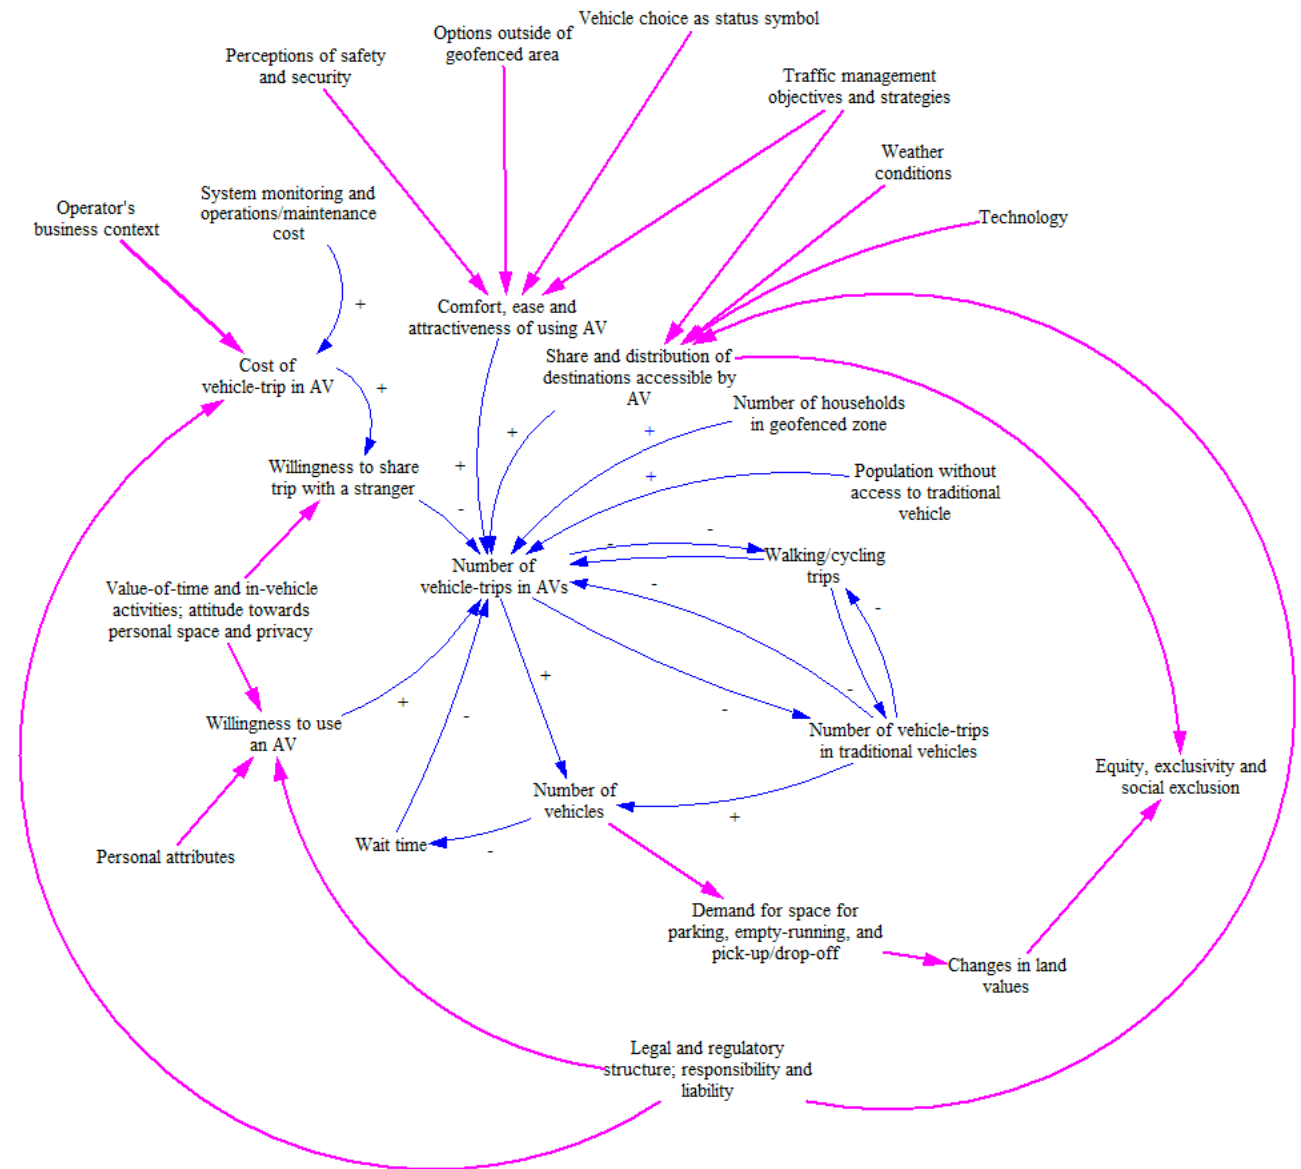 Vehicle choice as status symbol
Options outside of
geofenced area
Perceptions of safety
and security
Traffic management
objectives and strategies
Weather
conditions
System monitoring and
operations/maintenance
cost
Operator's
business context
Technology
+
Comfort, ease and
attractiveness of using AV
Share and distribution of
destinations accessible by
AV
Cost of
vehicle-trip in AV
+
Number of households
in geofenced zone
+
+
Willingness to share
trip with a stranger
+
+
Population without
access to traditional
vehicle
-
-
-
Number of
vehicle-trips in AVs
Walking/cycling
trips
-
-
Value-of-time and in-vehicle
activities; attitude towards
personal space and privacy
+
+
-
-
-
Willingness to use
an AV
Number of vehicle-trips
in traditional vehicles
Equity, exclusivity and
social exclusion
Number of
vehicles
+
Wait time
-
Personal attributes
Demand for space for
parking, empty-running, and
pick-up/drop-off
Changes in land
values
Legal and regulatory
structure; responsibility and
liability